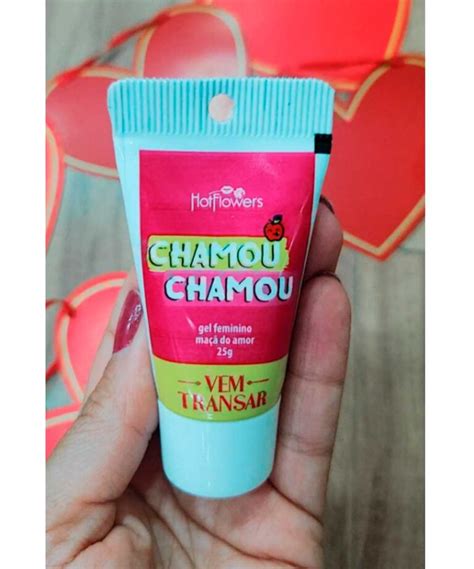 HotFlowers
CHAMOU
CHAMOU
gel feminino
maçã do amor
25g
VEM
TRANSAR